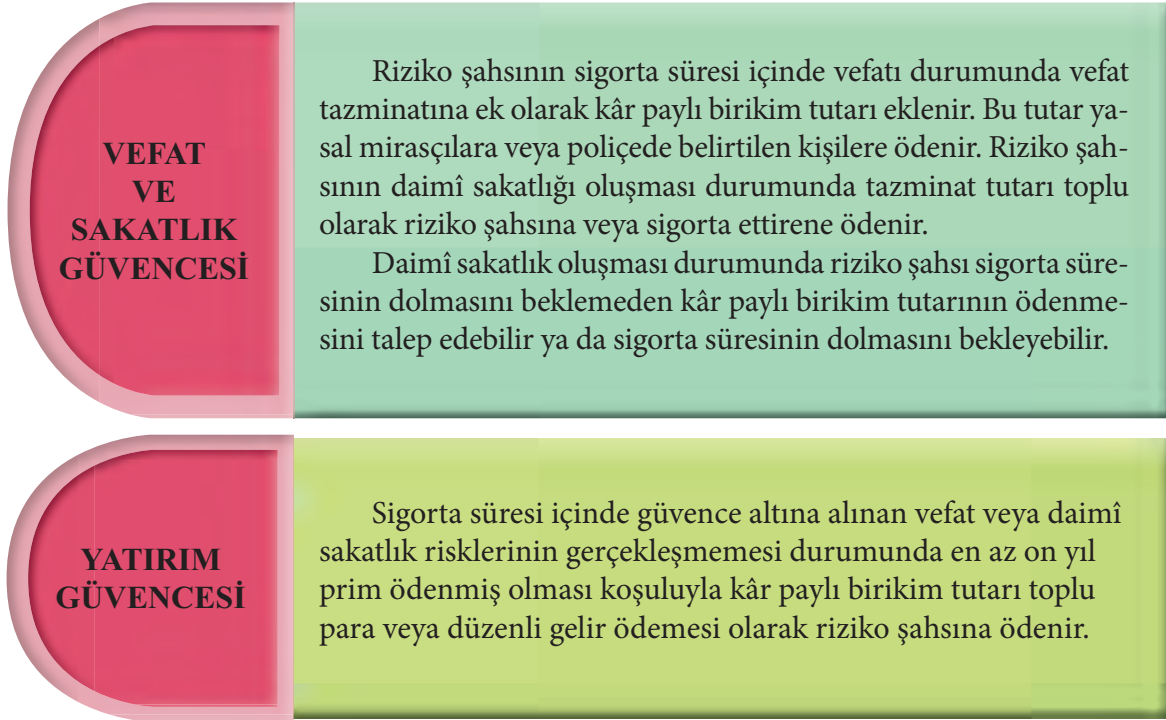 VEFAT
VE
SAKATLIK
GÜVENCESİ
Riziko şahsının sigorta süresi içinde vefatı durumunda vefat
tazminatına ek olarak kâr paylı birikim tutarı eklenir. Bu tutar ya-
sal mirasçılara veya poliçede belirtilen kişilere ödenir. Riziko şah-
sının daimî sakatlığı oluşması durumunda tazminat tutarı toplu
olarak riziko şahsına veya sigorta ettirene ödenir.
Daimî sakatlık oluşması durumunda riziko şahsı sigorta süre-
sinin dolmasını beklemeden kâr paylı birikim tutarının ödenme-
sini talep edebilir ya da sigorta süresinin dolmasını bekleyebilir.
YATIRIM
GÜVENCESİ
Sigorta süresi içinde güvence altına alınan vefat veya daimî
sakatlık risklerinin gerçekleşmemesi durumunda en az on yıl
prim ödenmiş olması koşuluyla kâr paylı birikim tutarı toplu
para veya düzenli gelir ödemesi olarak riziko şahsına ödenir.